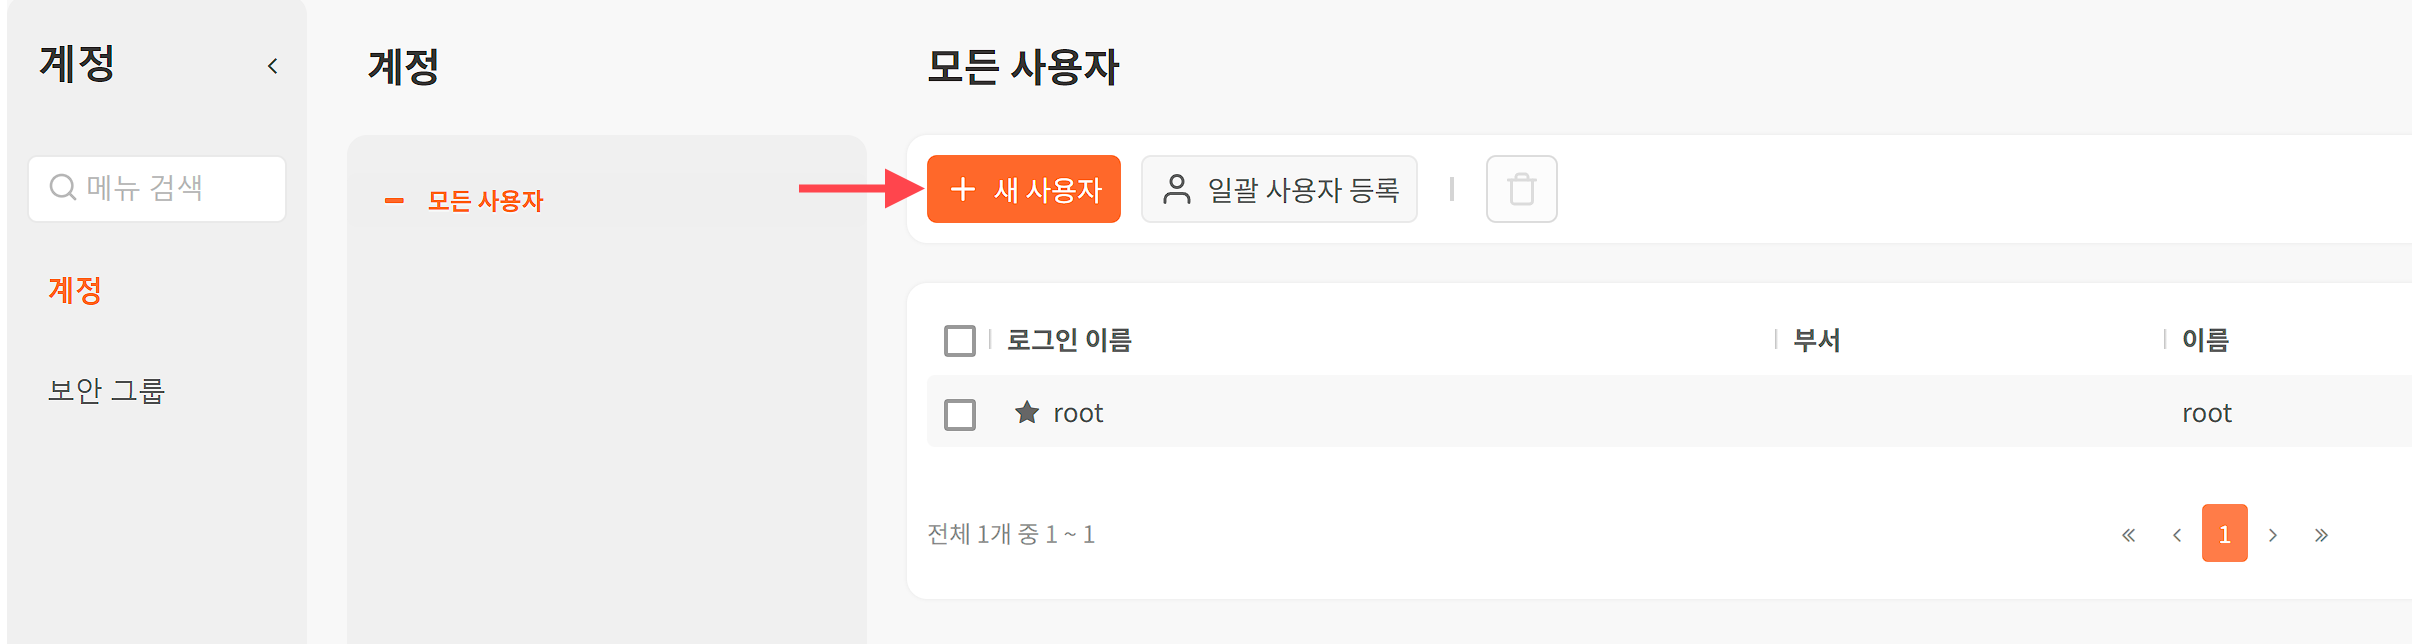 계정
메뉴 검색
계정
보안 그룹
계정
모든 사용자
모든 사용자
새 사용자 일괄 사용자 등록
로그인 이름 부서 이름
root root
전체 1개 중 1 ~ 1
« ‹ 1 › »